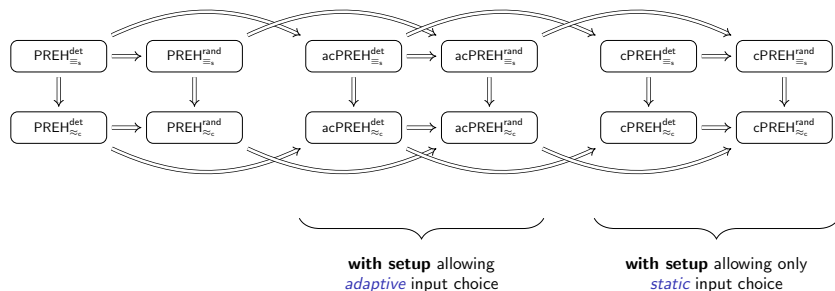 PREH^det_≡s PREH^rand_≡s acPREH^det_≡s acPREH^rand_≡s cPREH^det_≡s cPREH^rand_≡s
PREH^det_≈c PREH^rand_≈c acPREH^det_≈c acPREH^rand_≈c cPREH^det_≈c cPREH^rand_≈c
with setup allowing
adaptive input choice
with setup allowing only
static input choice